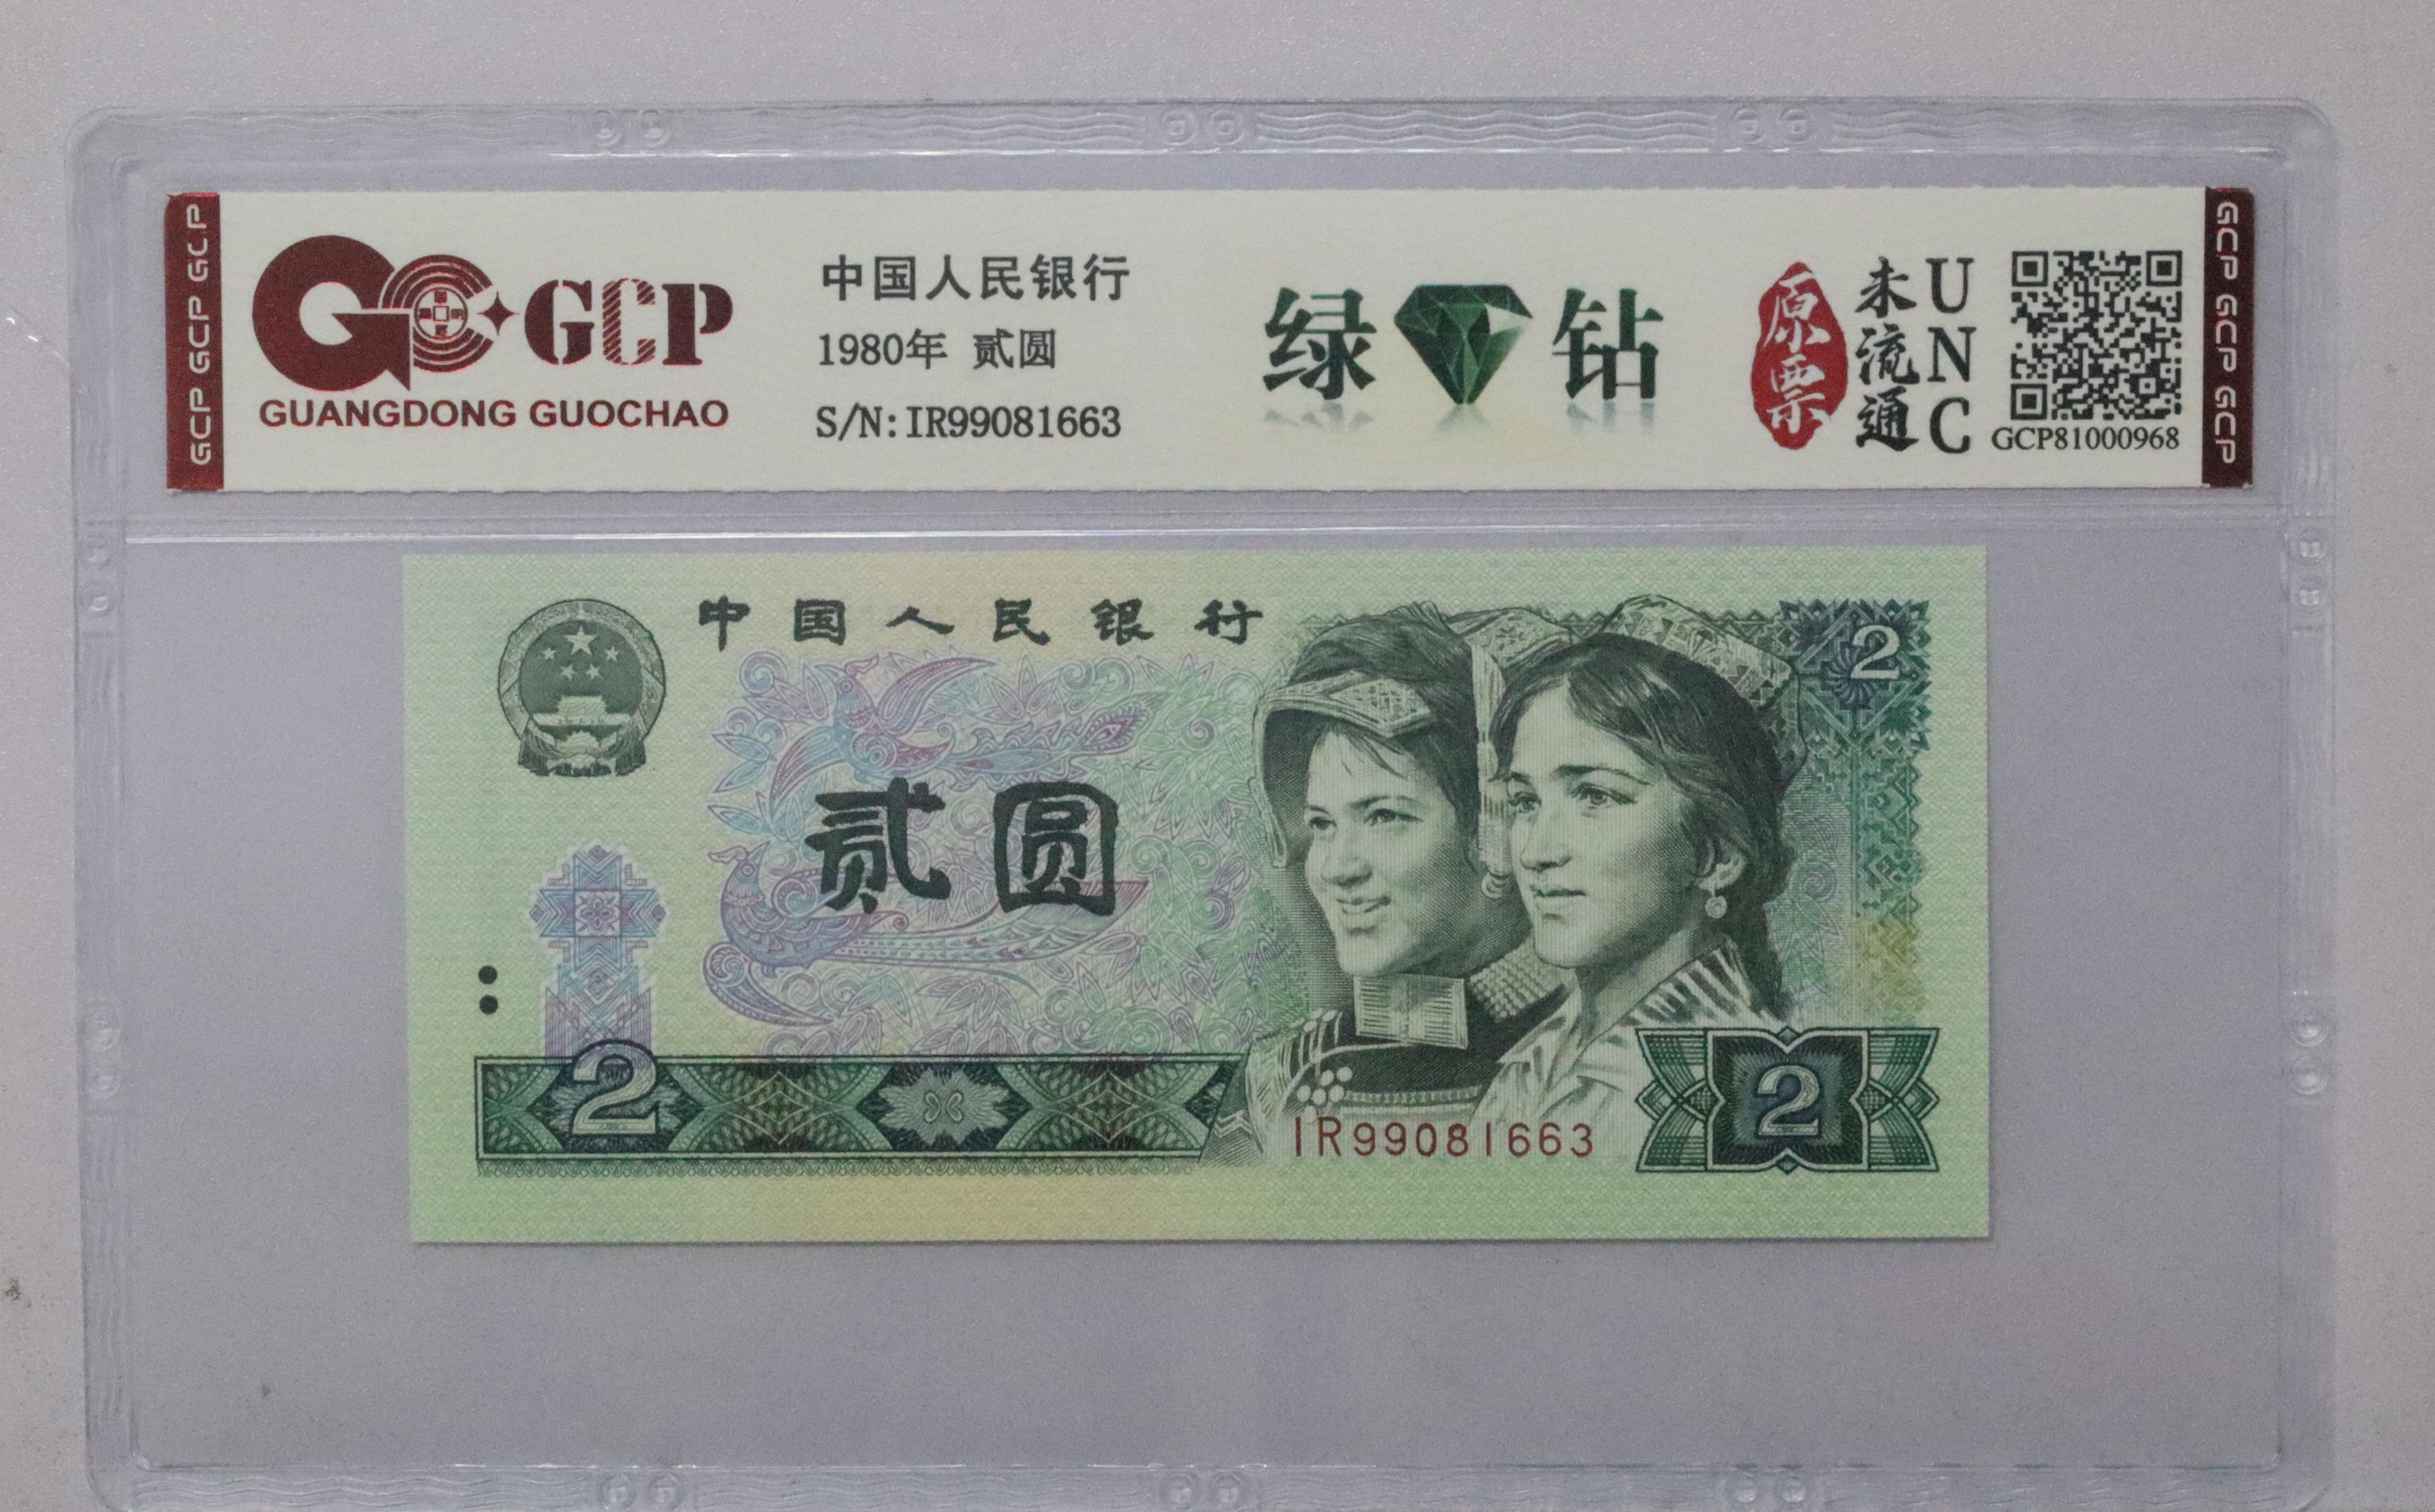 GCP GCP GCP
GCP
GUANGDONG GUOCHAO
中国人民银行
1980年 贰圆
S/N: IR99081663
绿 钻
原票
未流通
UNC
GCP81000968
GCP GCP GCP
中国人民银行
2
贰圆
2
IR99081663
2